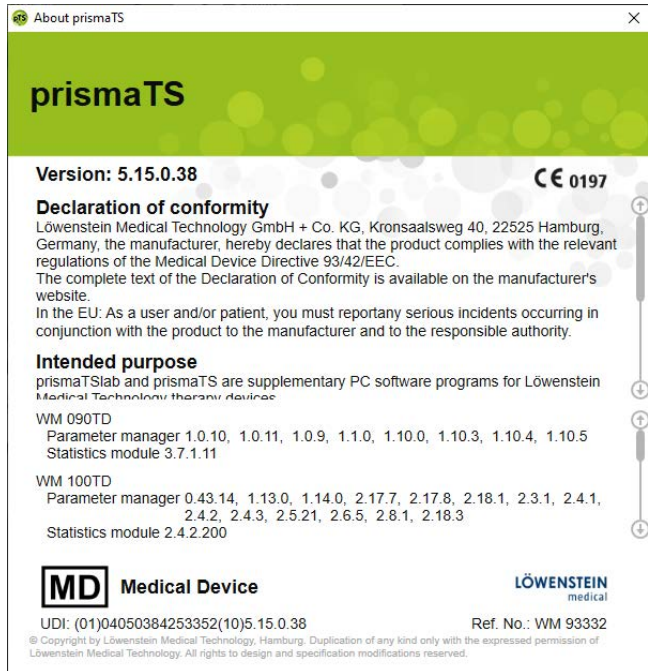 pTS About prismaTS
prismaTS
Version: 5.15.0.38
CE 0197
Declaration of conformity
Löwenstein Medical Technology GmbH + Co. KG, Kronsaalsweg 40, 22525 Hamburg,
Germany, the manufacturer, hereby declares that the product complies with the relevant
regulations of the Medical Device Directive 93/42/EEC.
The complete text of the Declaration of Conformity is available on the manufacturer's
website.
In the EU: As a user and/or patient, you must reportany serious incidents occurring in
conjunction with the product to the manufacturer and to the responsible authority.
Intended purpose
prismaTSlab and prismaTS are supplementary PC software programs for Löwenstein
Medical Technology therapy devices
WM 090TD
Parameter manager 1.0.10, 1.0.11, 1.0.9, 1.1.0, 1.10.0, 1.10.3, 1.10.4, 1.10.5
Statistics module 3.7.1.11
WM 100TD
Parameter manager 0.43.14, 1.13.0, 1.14.0, 2.17.7, 2.17.8, 2.18.1, 2.3.1, 2.4.1,
2.4.2, 2.4.3, 2.5.21, 2.6.5, 2.8.1, 2.18.3
Statistics module 2.4.2.200
MD Medical Device
LÖWENSTEIN
medical
UDI: (01)04050384253352(10)5.15.0.38
Ref. No.: WM 93332
© Copyright by Löwenstein Medical Technology, Hamburg. Duplication of any kind only with the expressed permission of
Löwenstein Medical Technology. All rights to design and specification modifications reserved.